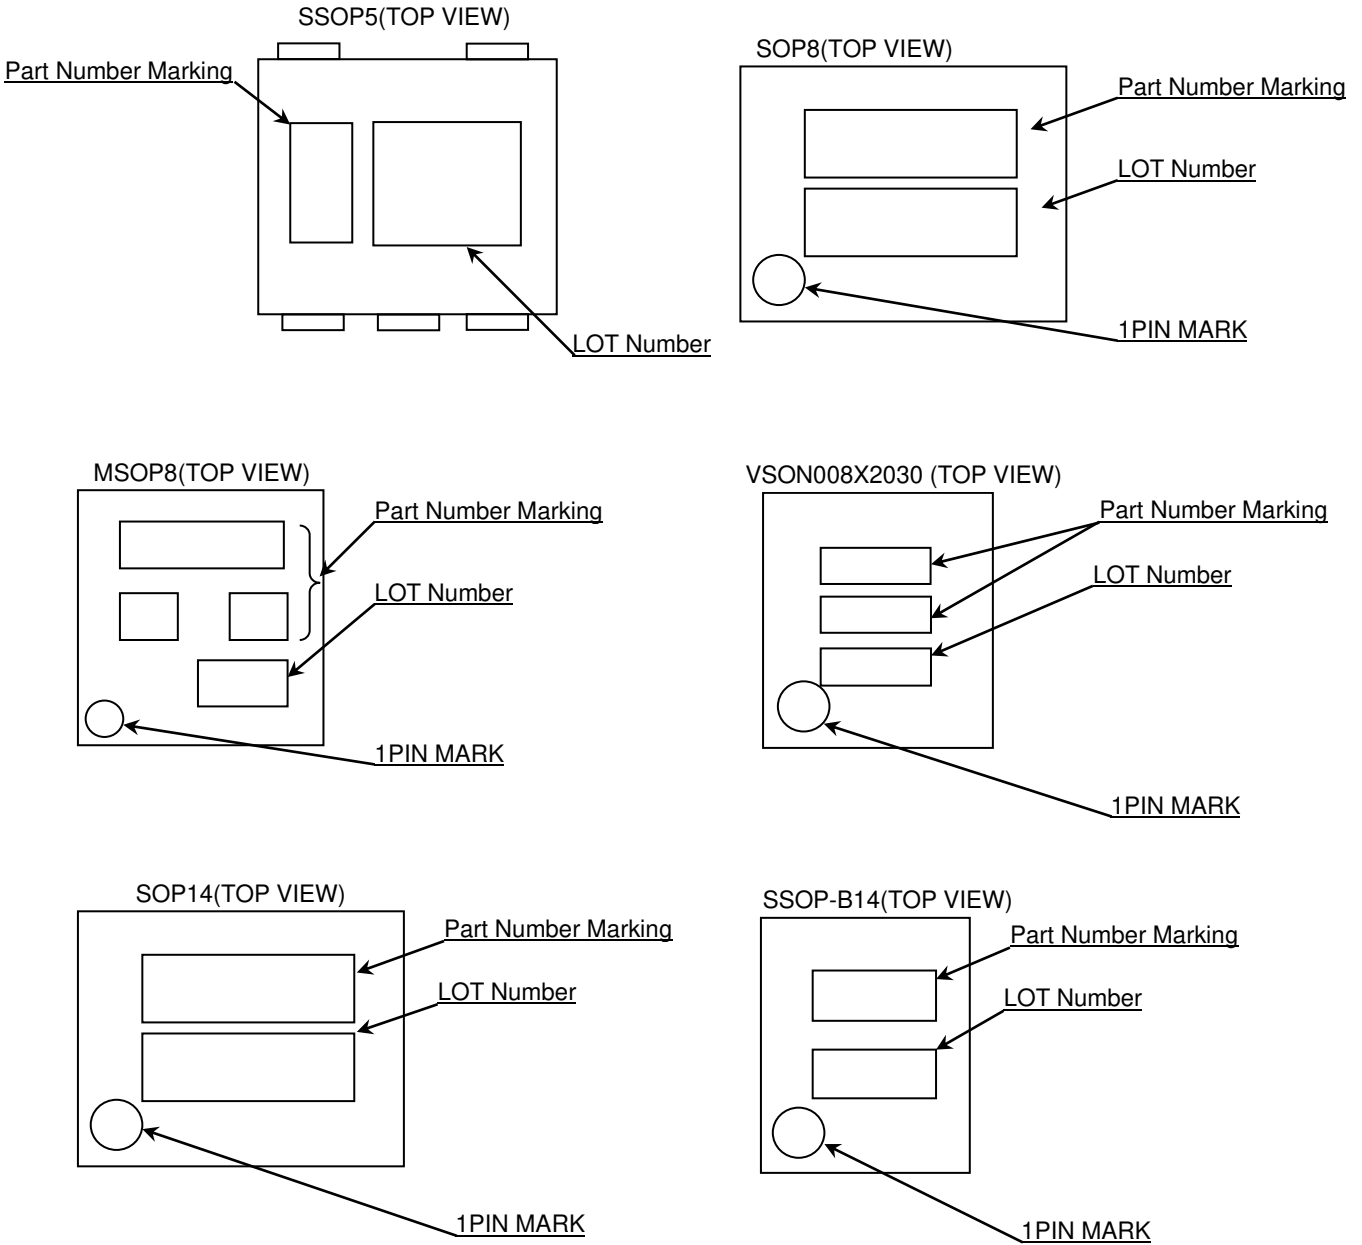 SSOP5(TOP VIEW)
Part Number Marking
LOT Number
SOP8(TOP VIEW)
Part Number Marking
LOT Number
1PIN MARK
MSOP8(TOP VIEW)
Part Number Marking
LOT Number
1PIN MARK
VSON008X2030 (TOP VIEW)
Part Number Marking
LOT Number
1PIN MARK
SOP14(TOP VIEW)
Part Number Marking
LOT Number
1PIN MARK
SSOP-B14(TOP VIEW)
Part Number Marking
LOT Number
1PIN MARK